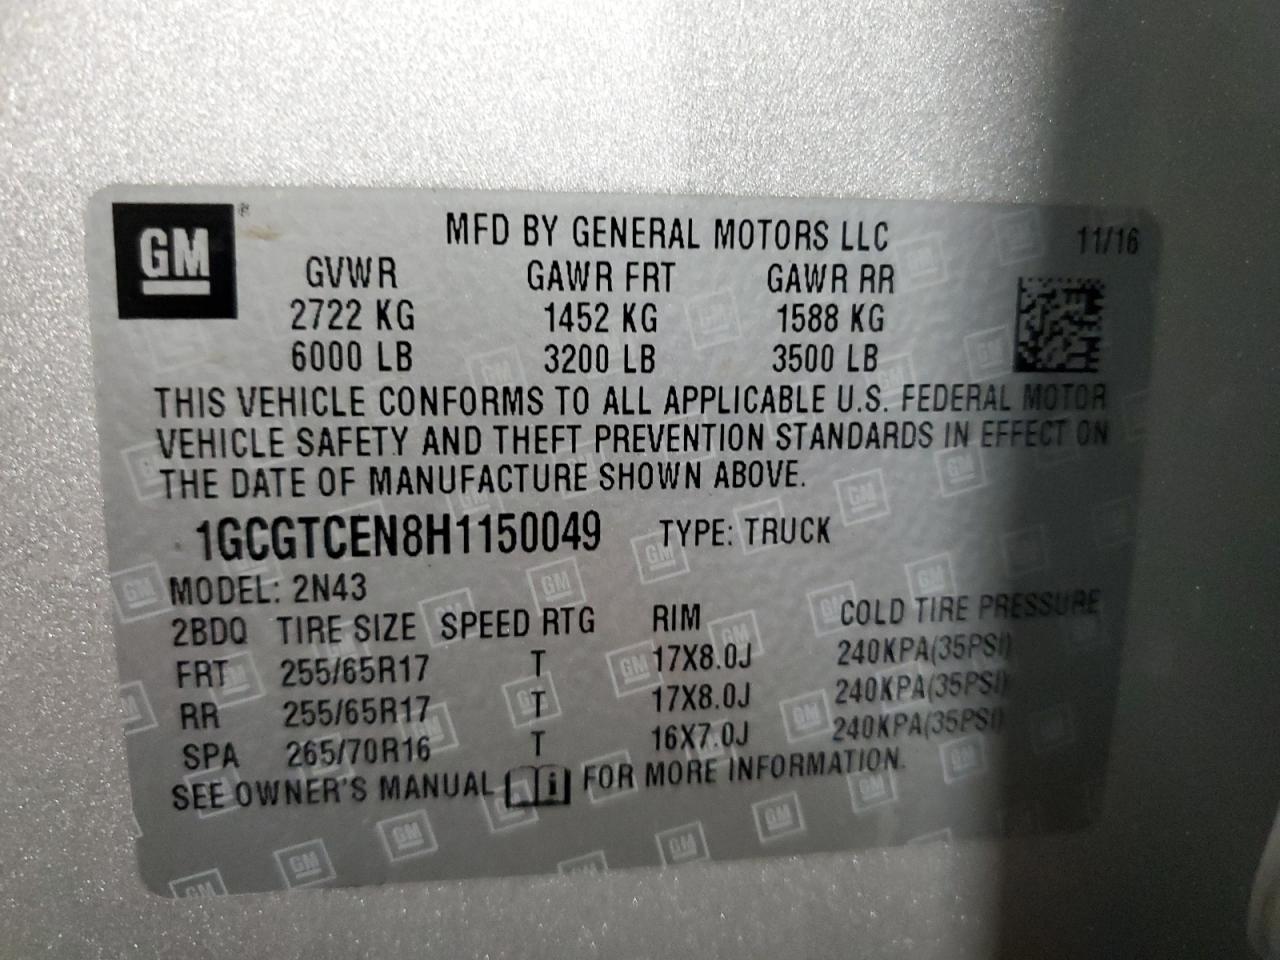 GM ® MFD BY GENERAL MOTORS LLC 11/16
GVWR GAWR FRT GAWR RR
2722 KG 1452 KG 1588 KG
6000 LB 3200 LB 3500 LB
THIS VEHICLE CONFORMS TO ALL APPLICABLE U.S. FEDERAL MOTOR
VEHICLE SAFETY AND THEFT PREVENTION STANDARDS IN EFFECT ON
THE DATE OF MANUFACTURE SHOWN ABOVE.
1GCGTCEN8H1150049 TYPE: TRUCK
MODEL: 2N43
2BDQ TIRE SIZE SPEED RTG RIM COLD TIRE PRESSURE
FRT 255/65R17 T 17X8.0J 240KPA(35PSI)
RR 255/65R17 T 17X8.0J 240KPA(35PSI)
SPA 265/70R16 T 16X7.0J 240KPA(35PSI)
SEE OWNER'S MANUAL i FOR MORE INFORMATION.